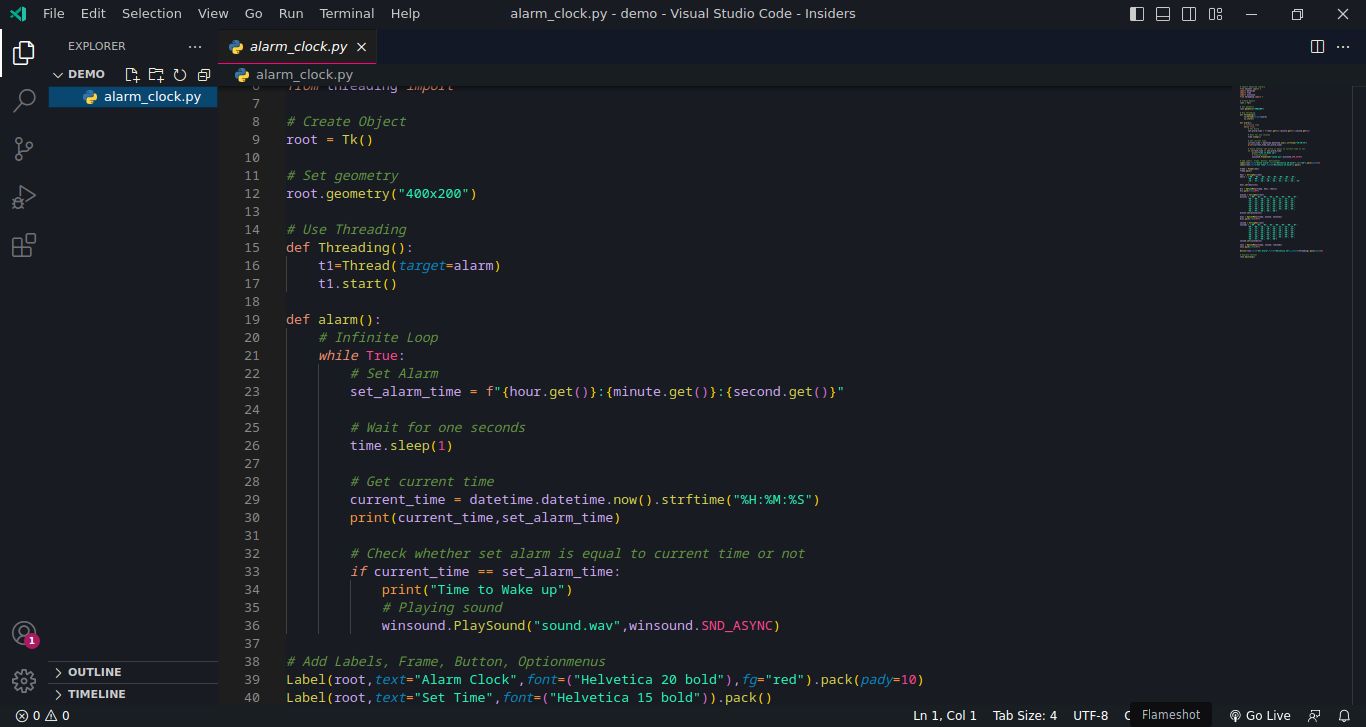 File Edit Selection View Go Run Terminal Help alarm_clock.py - demo - Visual Studio Code - Insiders
EXPLORER
alarm_clock.py
DEMO
alarm_clock.py
alarm_clock.py
6 from threading import
7
8 # Create Object
9 root = Tk()
10
11 # Set geometry
12 root.geometry("400x200")
13
14 # Use Threading
15 def Threading():
16     t1=Thread(target=alarm)
17     t1.start()
18
19 def alarm():
20     # Infinite Loop
21     while True:
22         # Set Alarm
23         set_alarm_time = f"{hour.get()}:{minute.get()}:{second.get()}"
24
25         # Wait for one seconds
26         time.sleep(1)
27
28         # Get current time
29         current_time = datetime.datetime.now().strftime("%H:%M:%S")
30         print(current_time,set_alarm_time)
31
32         # Check whether set alarm is equal to current time or not
33         if current_time == set_alarm_time:
34             print("Time to Wake up")
35             # Playing sound
36             winsound.PlaySound("sound.wav",winsound.SND_ASYNC)
37
38 # Add Labels, Frame, Button, Optionmenus
39 Label(root,text="Alarm Clock",font=("Helvetica 20 bold"),fg="red").pack(pady=10)
40 Label(root,text="Set Time",font=("Helvetica 15 bold")).pack()
1
OUTLINE
TIMELINE
0 0 Ln 1, Col 1 Tab Size: 4 UTF-8 Flameshot Go Live